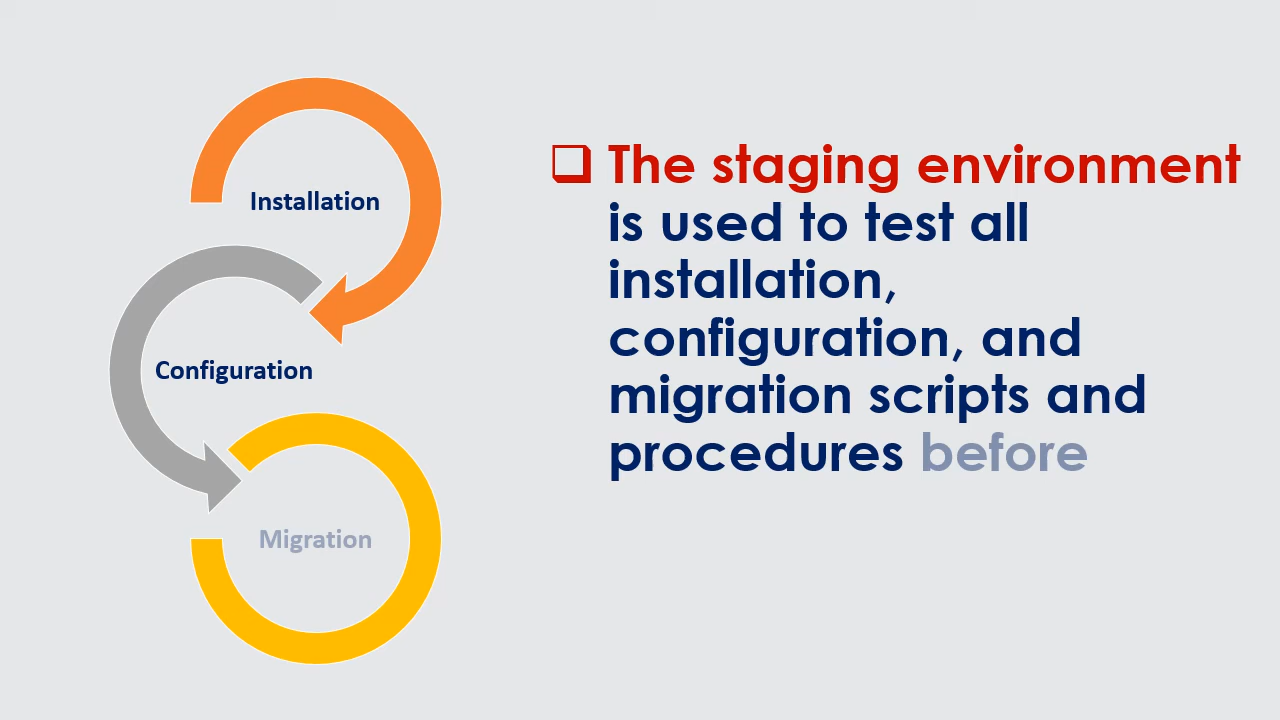 Installation
Configuration
Migration
❑ The staging environment
is used to test all
installation,
configuration, and
migration scripts and
procedures before